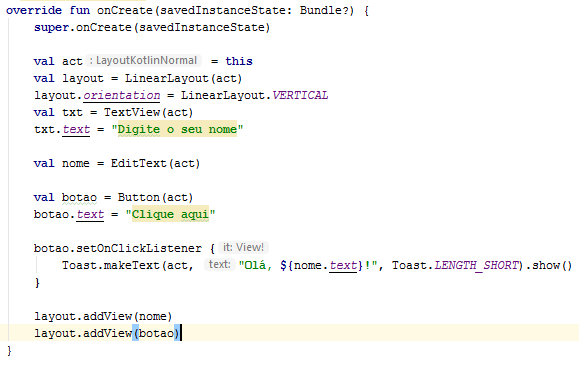 override fun onCreate(savedInstanceState: Bundle?) {
    super.onCreate(savedInstanceState)

    val act : LayoutKotlinNormal = this
    val layout = LinearLayout(act)
    layout.orientation = LinearLayout.VERTICAL
    val txt = TextView(act)
    txt.text = "Digite o seu nome"

    val nome = EditText(act)

    val botao = Button(act)
    botao.text = "Clique aqui"

    botao.setOnClickListener { it: View!
        Toast.makeText(act, text: "Olá, ${nome.text}!", Toast.LENGTH_SHORT).show()
    }

    layout.addView(nome)
    layout.addView(botao)
}